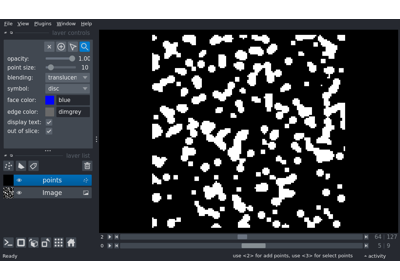 File View Plugins Window Help
layer controls
opacity: 1.00
point size: 10
blending: translucen
symbol: disc
face color: blue
edge color: dimgrey
display text:
out of slice:
layer list
points
Image
2 64 127
0 5 9
Ready use <2> for add points, use <3> for select points activity